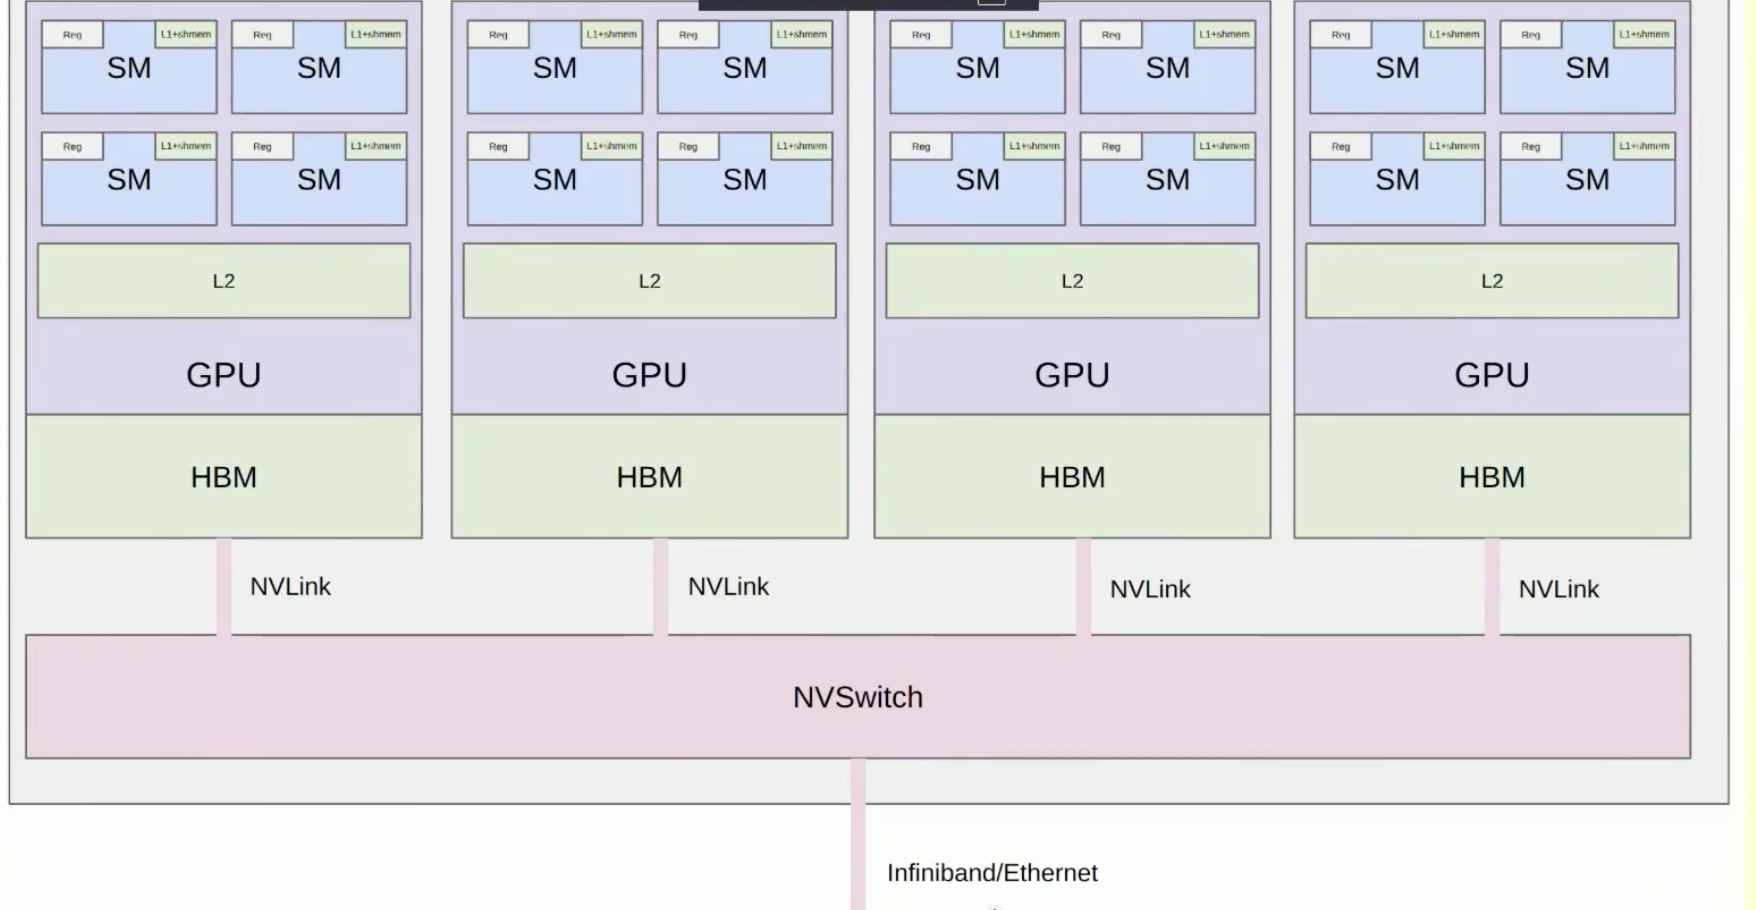 Reg L1+shmem Reg L1+shmem Reg L1+shmem Reg L1+shmem Reg L1+shmem Reg L1+shmem Reg L1+shmem Reg L1+shmem
SM SM SM SM SM SM SM SM
Reg L1+shmem Reg L1+shmem Reg L1+shmem Reg L1+shmem Reg L1+shmem Reg L1+shmem Reg L1+shmem Reg L1+shmem
SM SM SM SM SM SM SM SM
L2 L2 L2 L2
GPU GPU GPU GPU
HBM HBM HBM HBM
NVLink NVLink NVLink NVLink
NVSwitch
Infiniband/Ethernet